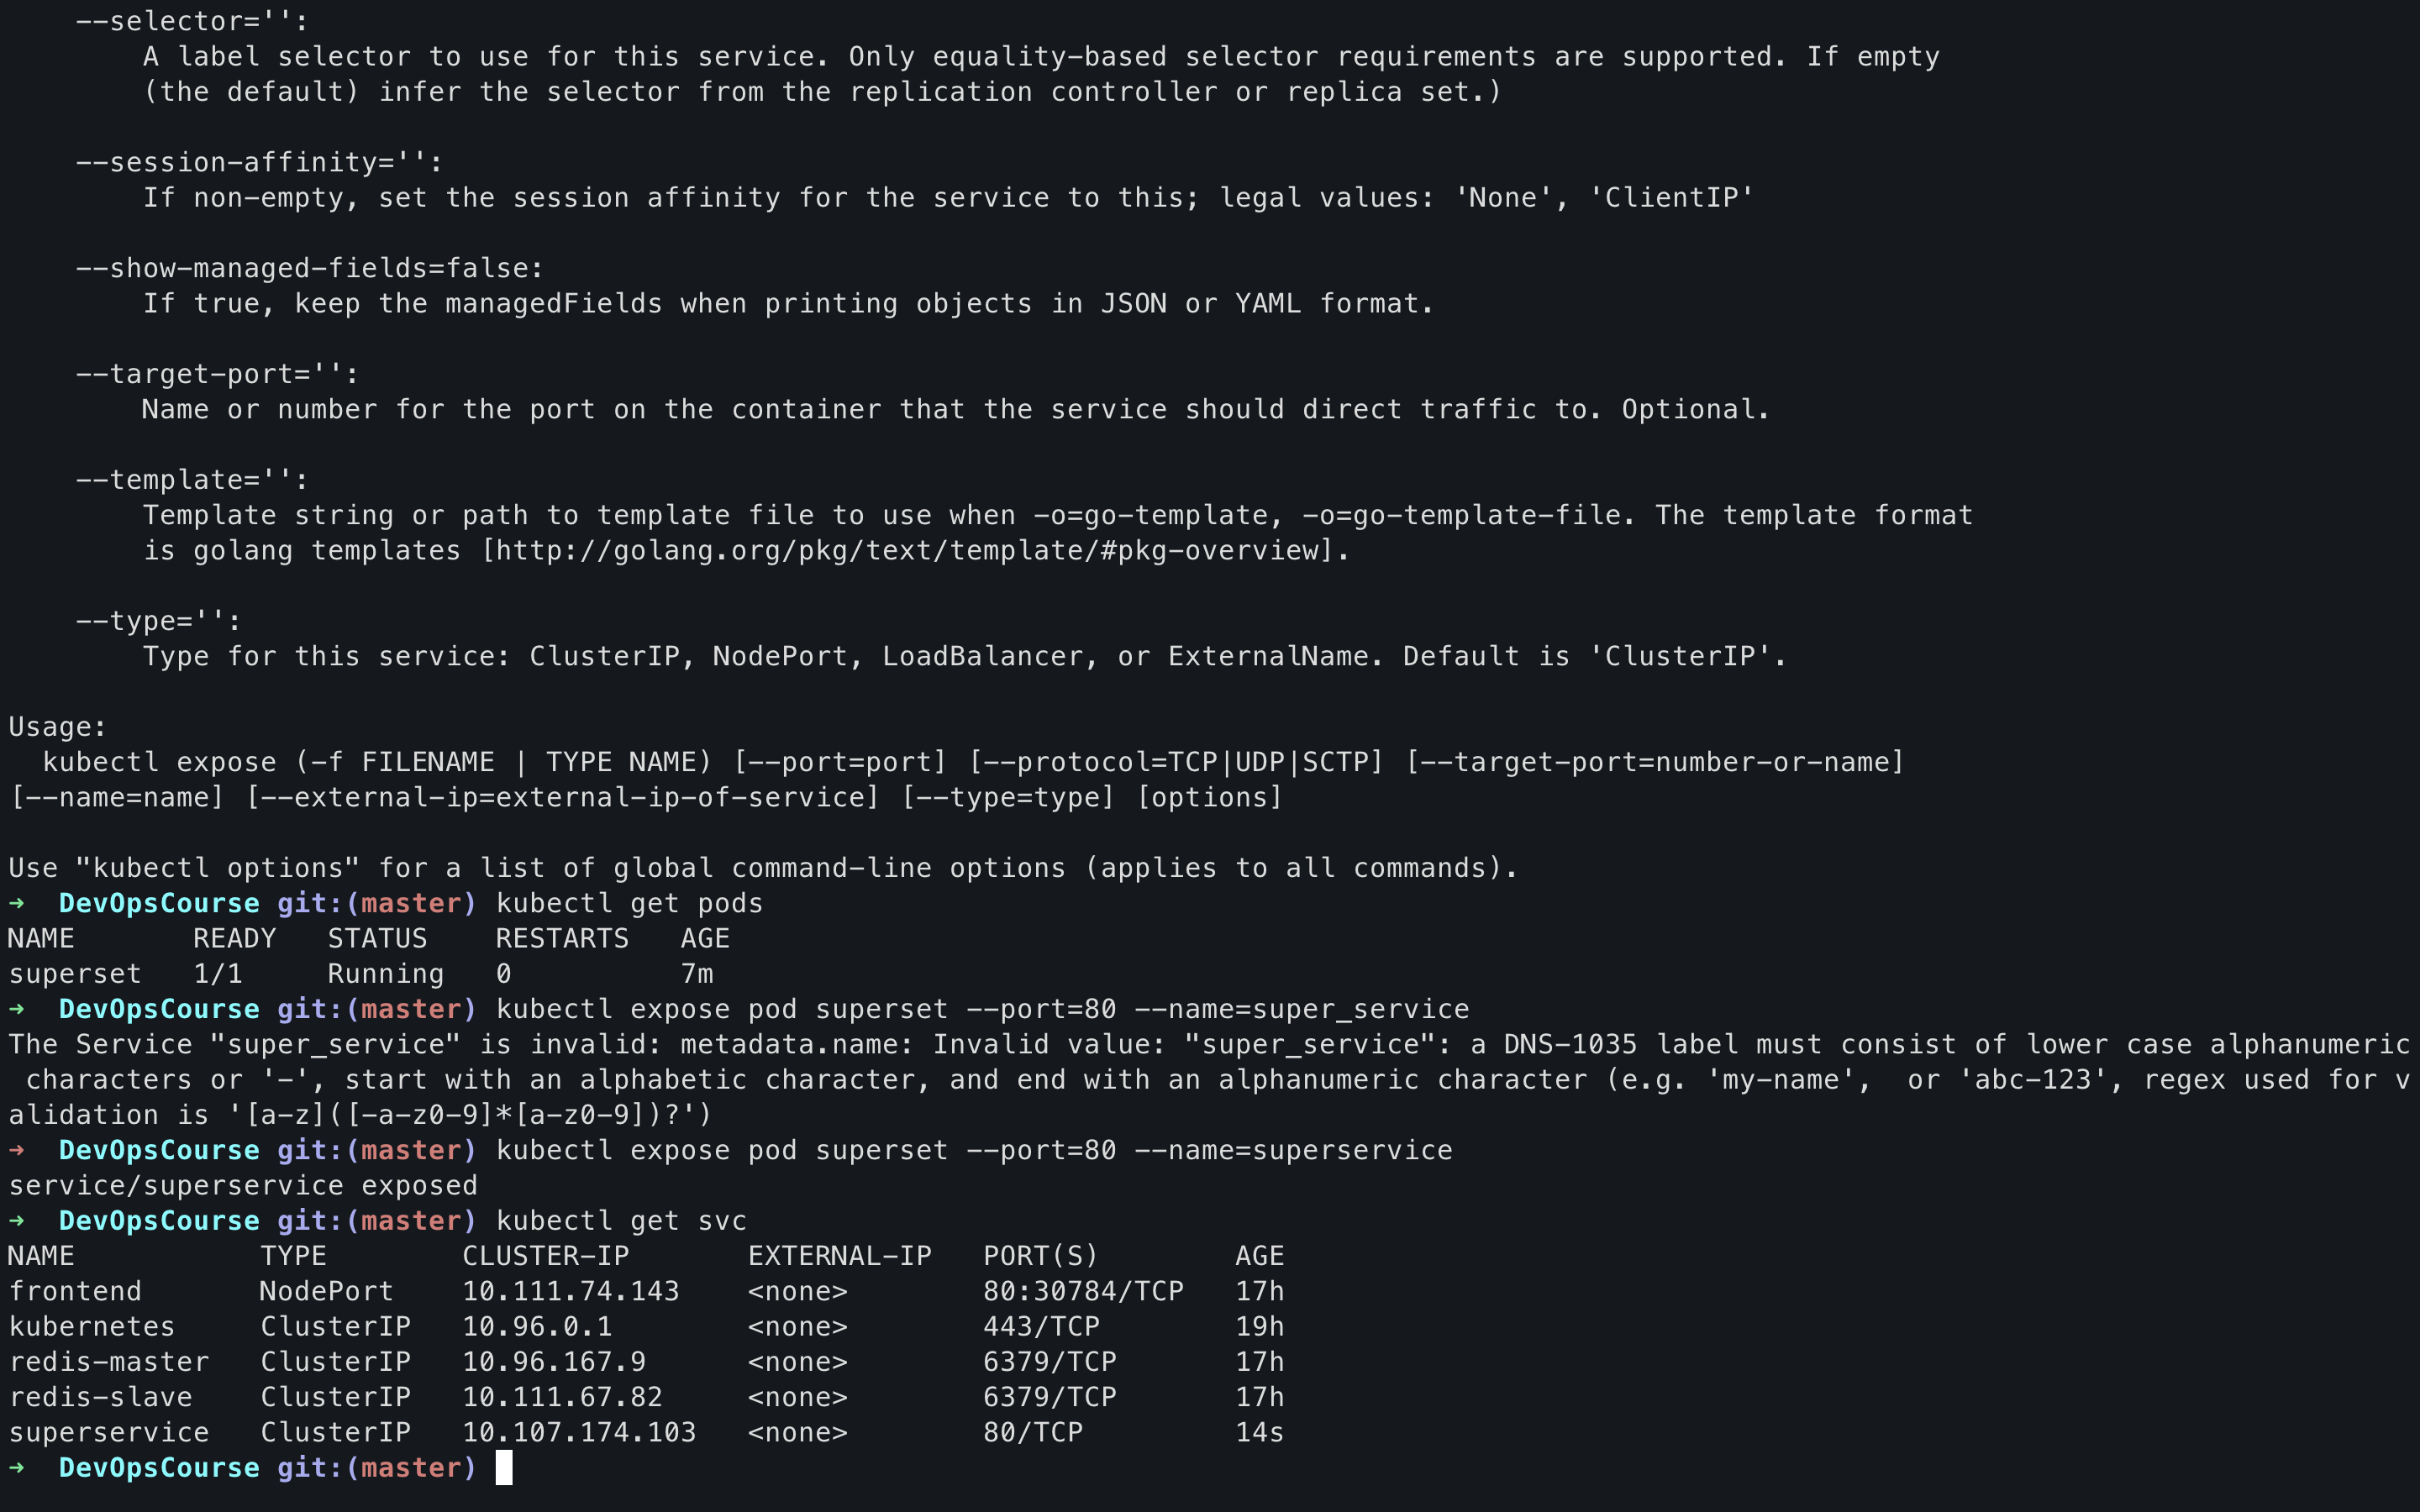 --selector='':
A label selector to use for this service. Only equality-based selector requirements are supported. If empty
(the default) infer the selector from the replication controller or replica set.)
--session-affinity='':
If non-empty, set the session affinity for the service to this; legal values: 'None', 'ClientIP'
--show-managed-fields=false:
If true, keep the managedFields when printing objects in JSON or YAML format.
--target-port='':
Name or number for the port on the container that the service should direct traffic to. Optional.
--template='':
Template string or path to template file to use when -o=go-template, -o=go-template-file. The template format
is golang templates [http://golang.org/pkg/text/template/#pkg-overview].
--type='':
Type for this service: ClusterIP, NodePort, LoadBalancer, or ExternalName. Default is 'ClusterIP'.
Usage:
kubectl expose (-f FILENAME | TYPE NAME) [--port=port] [--protocol=TCP|UDP|SCTP] [--target-port=number-or-name]
[--name=name] [--external-ip=external-ip-of-service] [--type=type] [options]
Use "kubectl options" for a list of global command-line options (applies to all commands).
→ DevOpsCourse git:(master) kubectl get pods
NAME READY STATUS RESTARTS AGE
superset 1/1 Running 0 7m
→ DevOpsCourse git:(master) kubectl expose pod superset --port=80 --name=super_service
The Service "super_service" is invalid: metadata.name: Invalid value: "super_service": a DNS-1035 label must consist of lower case alphanumeric
characters or '-', start with an alphabetic character, and end with an alphanumeric character (e.g. 'my-name',  or 'abc-123', regex used for v
alidation is '[a-z]([-a-z0-9]*[a-z0-9])?')
→ DevOpsCourse git:(master) kubectl expose pod superset --port=80 --name=superservice
service/superservice exposed
→ DevOpsCourse git:(master) kubectl get svc
NAME TYPE CLUSTER-IP EXTERNAL-IP PORT(S) AGE
frontend NodePort 10.111.74.143 <none> 80:30784/TCP 17h
kubernetes ClusterIP 10.96.0.1 <none> 443/TCP 19h
redis-master ClusterIP 10.96.167.9 <none> 6379/TCP 17h
redis-slave ClusterIP 10.111.67.82 <none> 6379/TCP 17h
superservice ClusterIP 10.107.174.103 <none> 80/TCP 14s
→ DevOpsCourse git:(master)